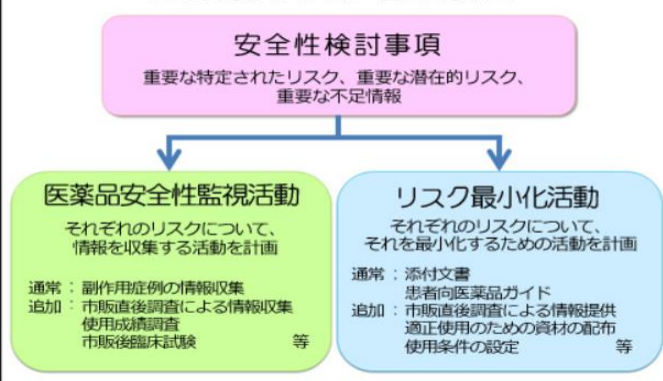 安全性検討事項
重要な特定されたリスク、重要な潜在的リスク、
重要な不足情報
医薬品安全性監視活動
それぞれのリスクについて、
情報を収集する活動を計画
通常：副作用症例の情報収集
追加：市販直後調査による情報収集
使用成績調査
市販後臨床試験 等
リスク最小化活動
それぞれのリスクについて、
それを最小化するための活動を計画
通常：添付文書
患者向医薬品ガイド
追加：市販直後調査による情報提供
適正使用のための資材の配布
使用条件の設定 等